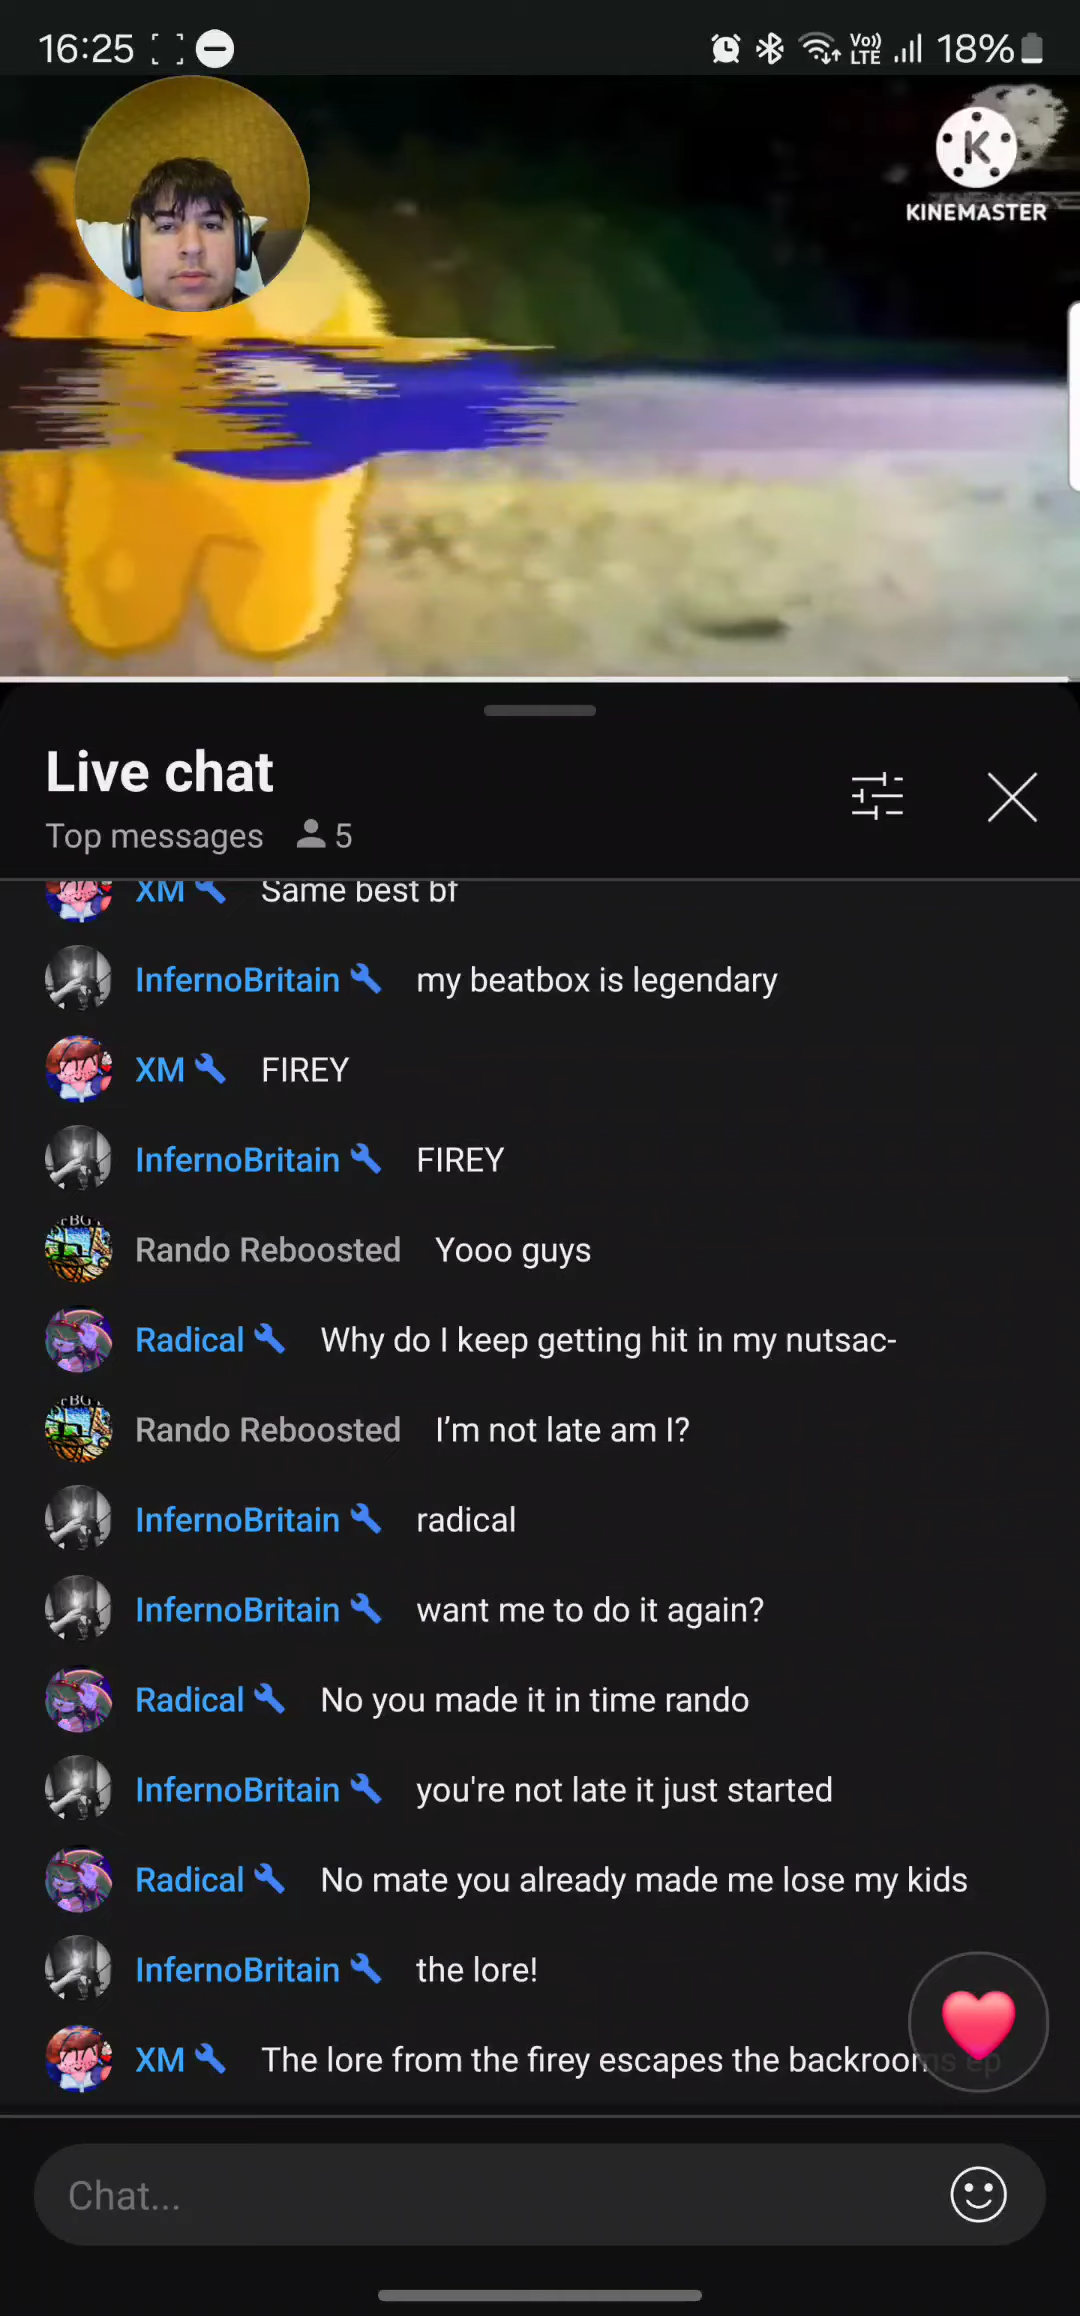 16:25
Vo)) LTE
18%
K
KINEMASTER
Live chat
Top messages 5
XM Same best bf
InfernoBritain my beatbox is legendary
XM FIREY
InfernoBritain FIREY
Rando Reboosted Yooo guys
Radical Why do I keep getting hit in my nutsac-
Rando Reboosted I’m not late am I?
InfernoBritain radical
InfernoBritain want me to do it again?
Radical No you made it in time rando
InfernoBritain you're not late it just started
Radical No mate you already made me lose my kids
InfernoBritain the lore!
XM The lore from the firey escapes the backrooms ep
Chat...